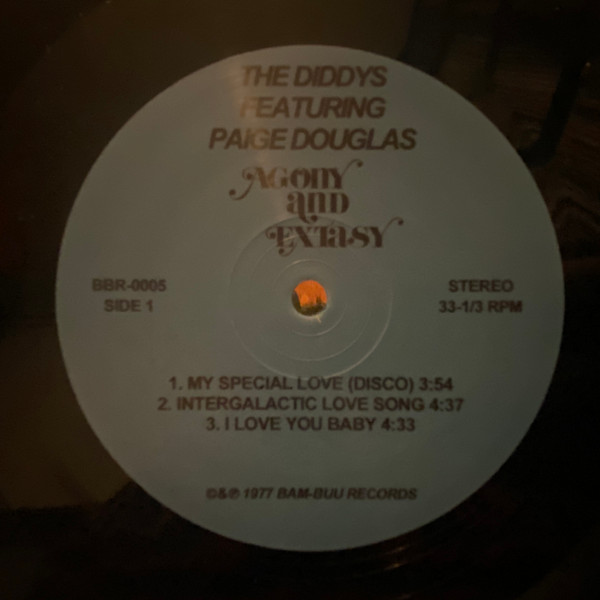 THE DIDDYS
FEATURING
PAIGE DOUGLAS
AGONY
AND
EXTASY
BBR-0005
SIDE 1
STEREO
33-1/3 RPM
1. MY SPECIAL LOVE (DISCO) 3:54
2. INTERGALACTIC LOVE SONG 4:37
3. I LOVE YOU BABY 4:33
©&℗ 1977 BAM-BUU RECORDS